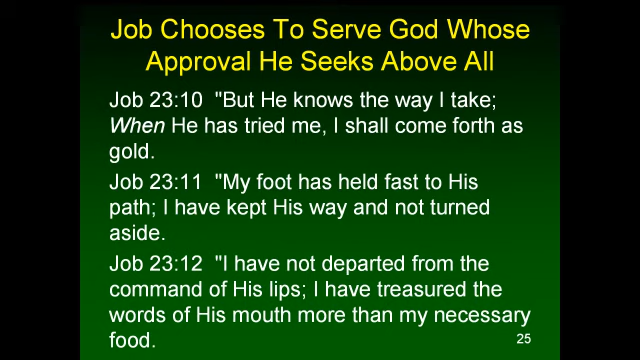 Job Chooses To Serve God Whose
Approval He Seeks Above All
Job 23:10 "But He knows the way I take;
When He has tried me, I shall come forth as
gold.
Job 23:11 "My foot has held fast to His
path; I have kept His way and not turned
aside.
Job 23:12 "I have not departed from the
command of His lips; I have treasured the
words of His mouth more than my necessary
food.
25